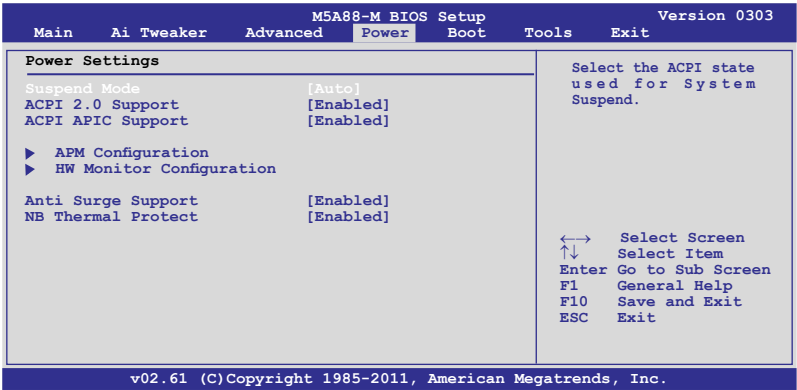 M5A88-M BIOS Setup Version 0303
Main Ai Tweaker Advanced Power Boot Tools Exit
Power Settings
Suspend Mode [Auto]
ACPI 2.0 Support [Enabled]
ACPI APIC Support [Enabled]
APM Configuration
HW Monitor Configuration
Anti Surge Support [Enabled]
NB Thermal Protect [Enabled]
Select the ACPI state
used for System
Suspend.
←→ Select Screen
↑↓ Select Item
Enter Go to Sub Screen
F1 General Help
F10 Save and Exit
ESC Exit
v02.61 (C)Copyright 1985-2011, American Megatrends, Inc.